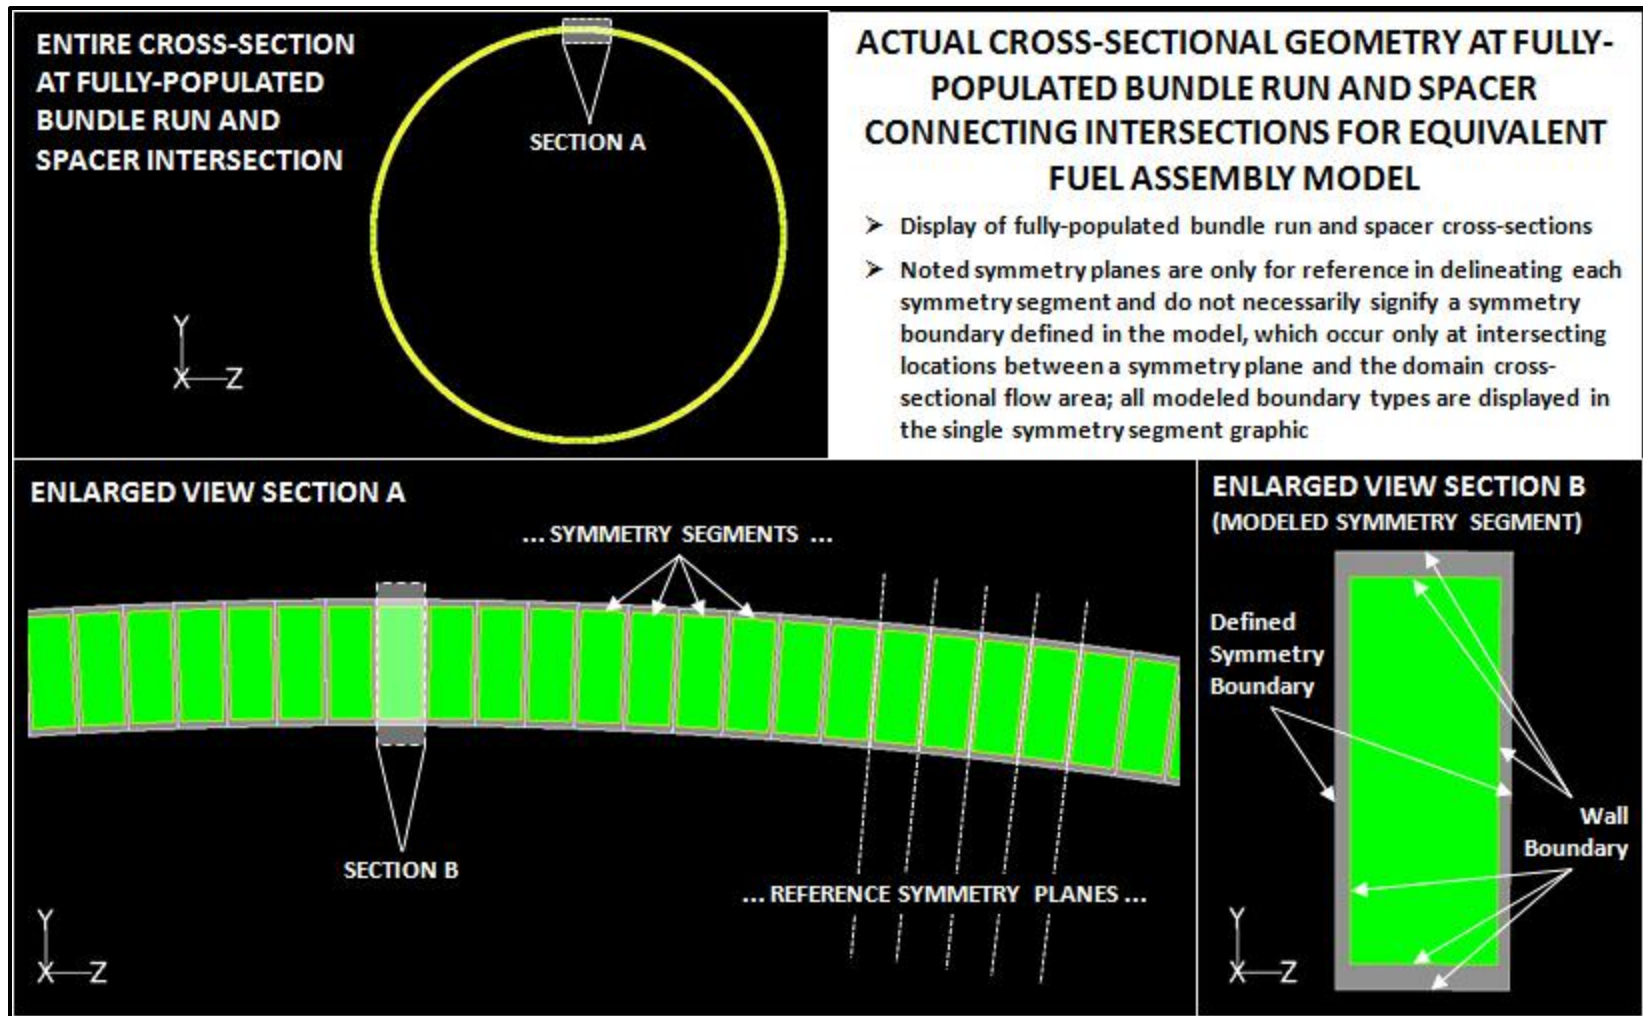 ENTIRE CROSS-SECTION
AT FULLY-POPULATED
BUNDLE RUN AND
SPACER INTERSECTION
SECTION A
Y
X
Z
ACTUAL CROSS-SECTIONAL GEOMETRY AT FULLY-
POPULATED BUNDLE RUN AND SPACER
CONNECTING INTERSECTIONS FOR EQUIVALENT
FUEL ASSEMBLY MODEL
➢ Display of fully-populated bundle run and spacer cross-sections
➢ Noted symmetry planes are only for reference in delineating each
symmetry segment and do not necessarily signify a symmetry
boundary defined in the model, which occur only at intersecting
locations between a symmetry plane and the domain cross-
sectional flow area; all modeled boundary types are displayed in
the single symmetry segment graphic
ENLARGED VIEW SECTION A
... SYMMETRY SEGMENTS ...
SECTION B
... REFERENCE SYMMETRY PLANES ...
Y
X
Z
ENLARGED VIEW SECTION B
(MODELED SYMMETRY SEGMENT)
Defined
Symmetry
Boundary
Wall
Boundary
Y
X
Z